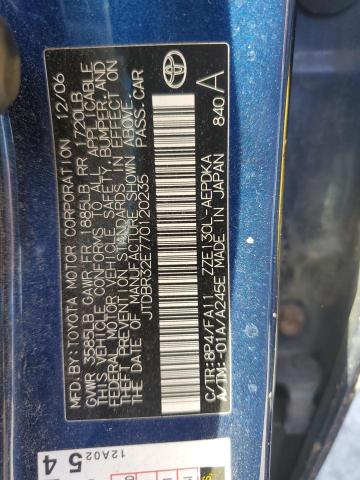 MFD.BY:TOYOTA MOTOR CORPORATION 12/06
GVWR 3585LB GAWR FR 1885LB RR 1720LB
THIS VEHICLE CONFORMS TO ALL APPLICABLE
FEDERAL MOTOR VEHICLE SAFETY, BUMPER, AND
THEFT PREVENTION STANDARDS IN EFFECT ON
THE DATE OF MANUFACTURE SHOWN ABOVE.
JTDBR32E770120235 PASS.CAR
C/TR:8P4/FA11 ZZE130L-AEPDKA
A/TM:-01A/A245E MADE IN JAPAN
840 A
TOYOTA
12A02
54